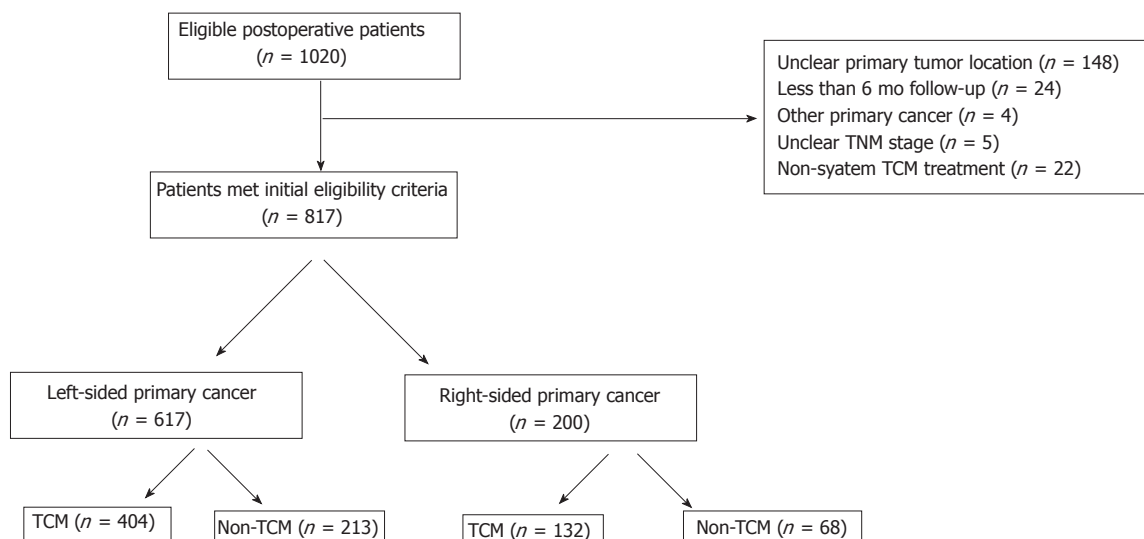 Eligible postoperative patients
(n = 1020)
Unclear primary tumor location (n = 148)
Less than 6 mo follow-up (n = 24)
Other primary cancer (n = 4)
Unclear TNM stage (n = 5)
Non-syatem TCM treatment (n = 22)
Patients met initial eligibility criteria
(n = 817)
Left-sided primary cancer
(n = 617)
Right-sided primary cancer
(n = 200)
TCM (n = 404)
Non-TCM (n = 213)
TCM (n = 132)
Non-TCM (n = 68)